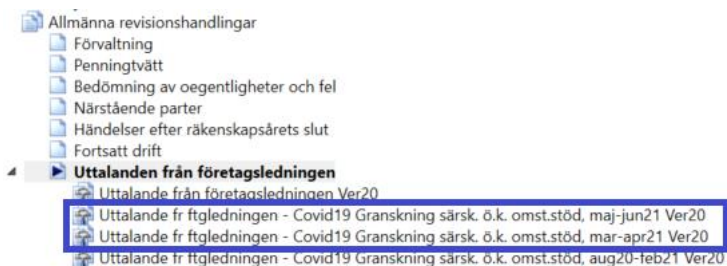 Allmänna revisionshandlingar
Förvaltning
Penningtvätt
Bedömning av oegentligheter och fel
Närstående parter
Händelser efter räkenskapsårets slut
Fortsatt drift
Uttalanden från företagsledningen
Uttalande från företagsledningen Ver20
Uttalande fr ftgledningen - Covid19 Granskning särsk. ö.k. omst.stöd, maj-jun21 Ver20
Uttalande fr ftgledningen - Covid19 Granskning särsk. ö.k. omst.stöd, mar-apr21 Ver20
Uttalande fr ftgledningen - Covid19 Granskning särsk. ö.k. omst.stöd, aug20-feb21 Ver20